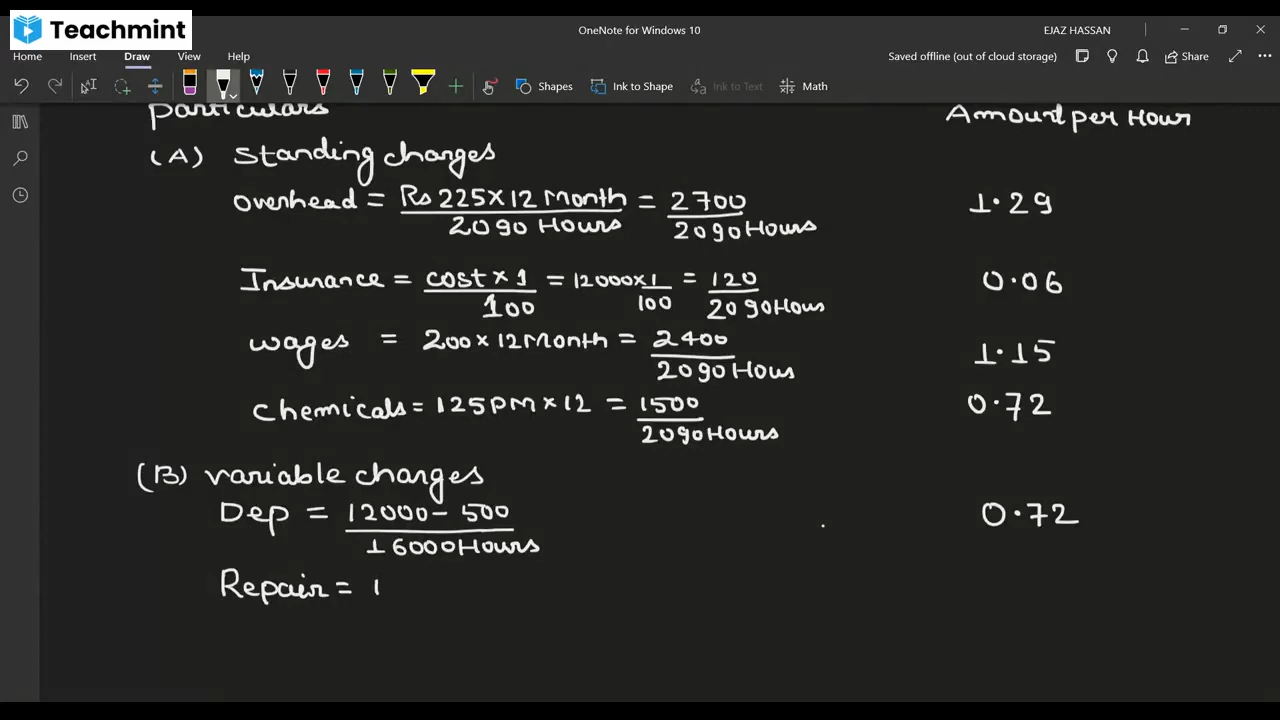 Teachmint
OneNote for Windows 10
EJAZ HASSAN
Home Insert Draw View Help
Saved offline (out of cloud storage) Share
Shapes Ink to Shape Ink to Text Math
particulars Amount per Hour
(A) Standing charges
overhead = Rs 225 × 12 Month / 2090 Hours = 2700 / 2090 Hours 1.29
Insurance = cost × 1 / 100 = 12000 × 1 / 100 = 120 / 2090 Hours 0.06
wages = 200 × 12 Month = 2400 / 2090 Hous 1.15
chemicals = 125 PM × 12 = 1500 / 2090 Hours 0.72
(B) variable charges
Dep = 12000 - 500 / 16000 Hours 0.72
Repair = 1